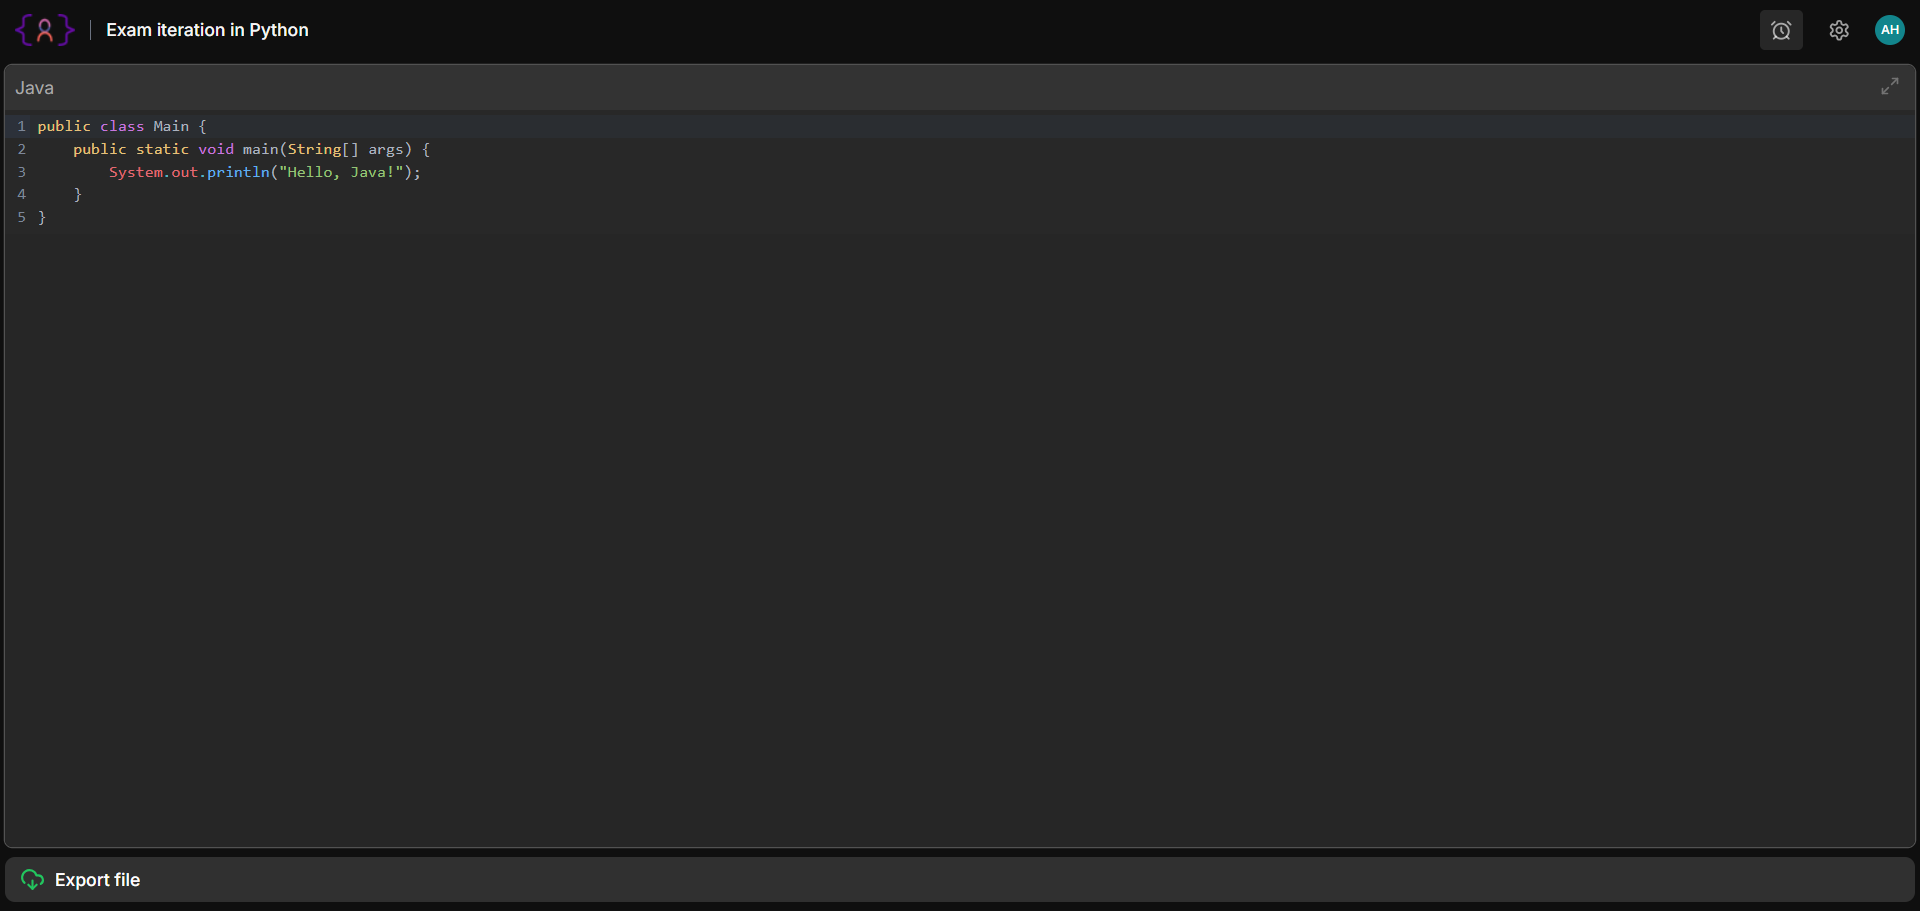 Exam iteration in Python
AH
Java
1 public class Main {
2     public static void main(String[] args) {
3         System.out.println("Hello, Java!");
4     }
5 }
Export file